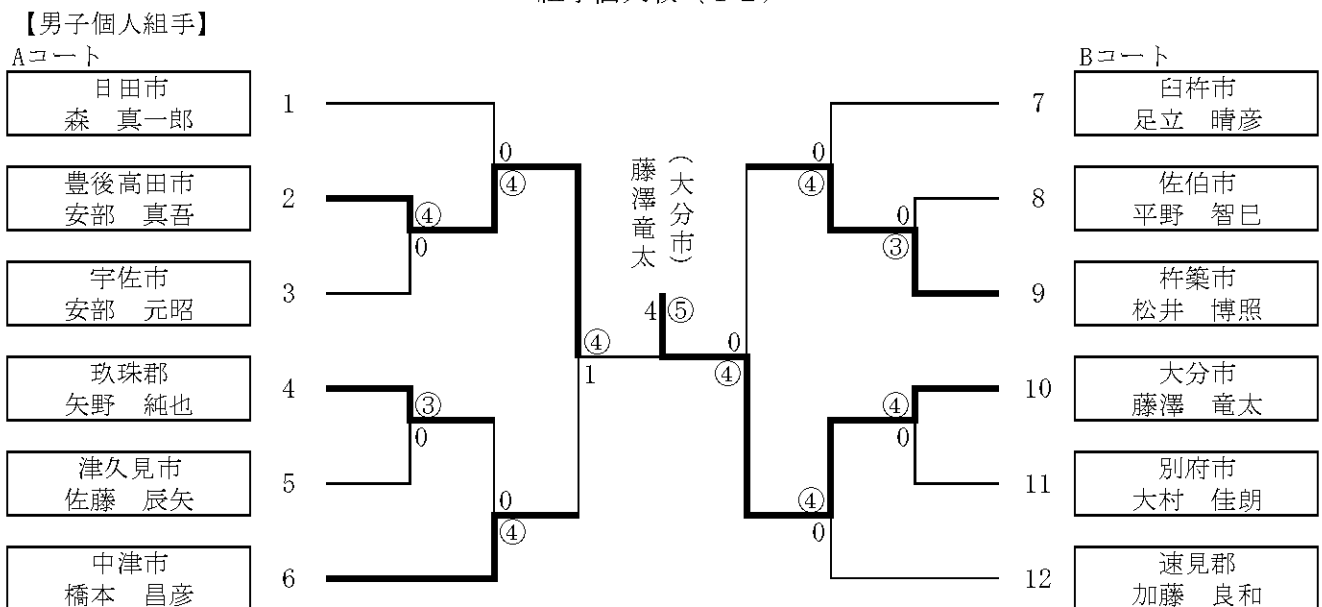 【男子個人組手】
Aコート
Bコート
日田市
森　真一郎
1
豊後高田市
安部　真吾
2
宇佐市
安部　元昭
3
玖珠郡
矢野　純也
4
津久見市
佐藤　辰矢
5
中津市
橋本　昌彦
6
0
④
④
0
③
0
0
④
④
1
（大分市）
藤澤竜太
4 ⑤
0
④
0
④
0
③
④
0
④
0
7
臼杵市
足立　晴彦
8
佐伯市
平野　智巳
9
杵築市
松井　博照
10
大分市
藤澤　竜太
11
別府市
大村　佳朗
12
速見郡
加藤　良和